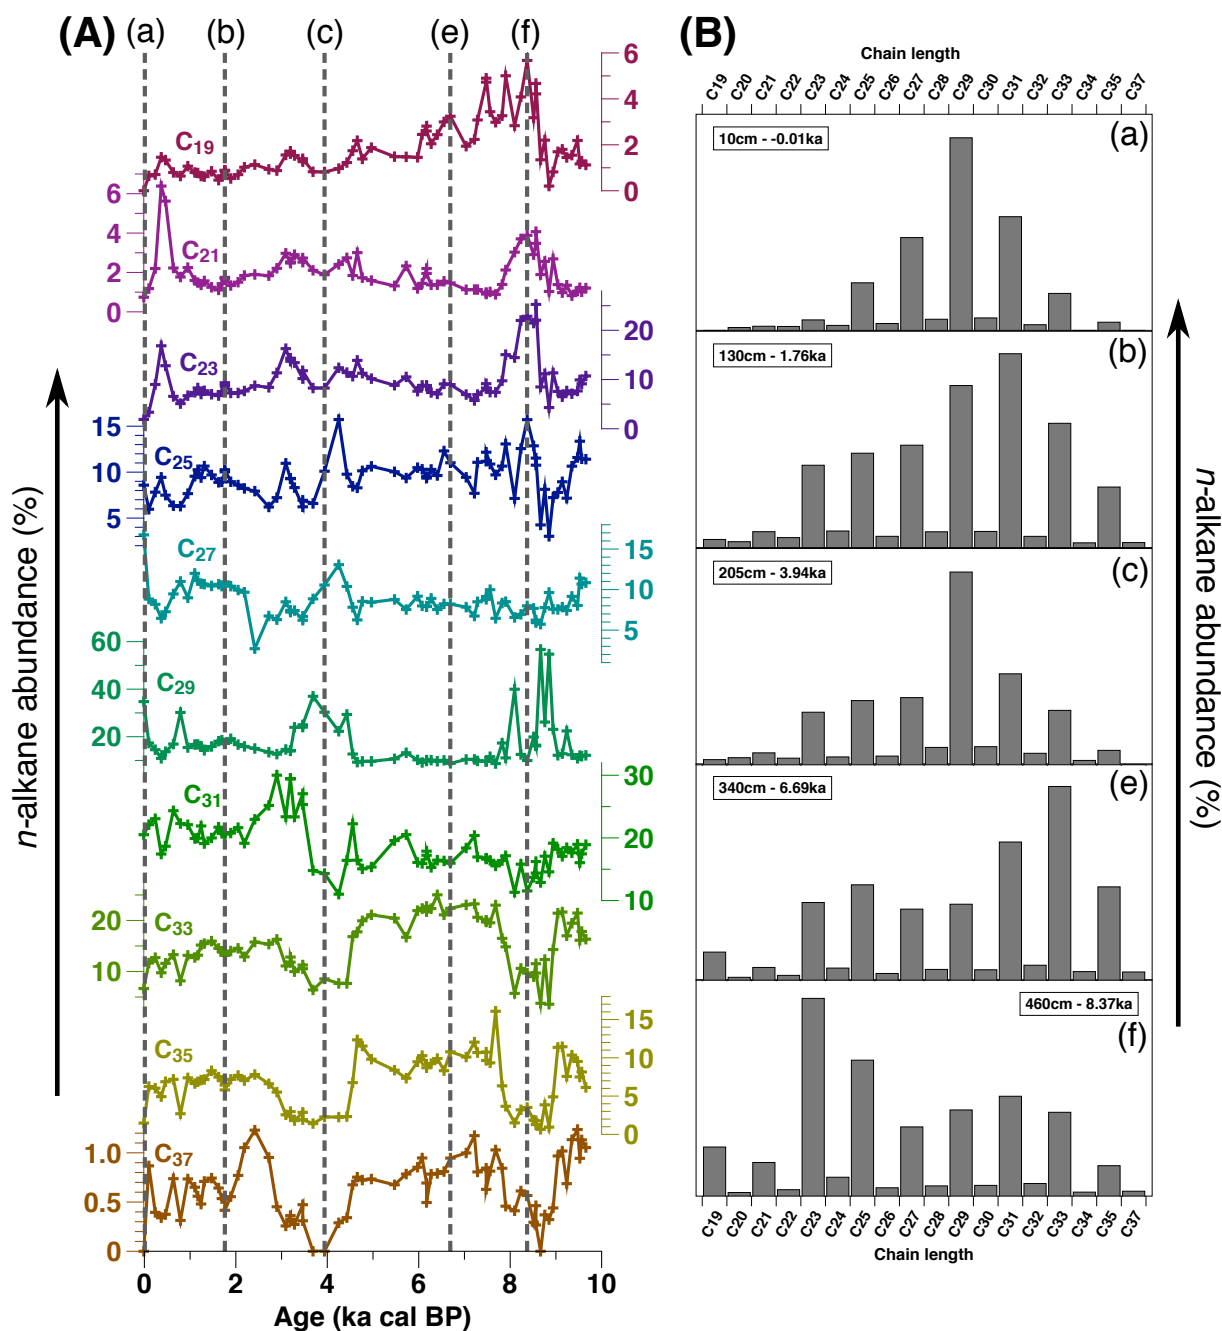 (A) (a) (b) (c) (e) (f)
C19
6
4
2
0
C21
6
4
2
0
C23
20
10
0
C25
15
10
5
C27
15
10
5
C29
60
40
20
C31
30
20
10
C33
20
10
C35
15
10
5
0
C37
1.0
0.5
0
0 2 4 6 8 10
Age (ka cal BP)
n-alkane abundance (%)
(B)
Chain length
C19 C20 C21 C22 C23 C24 C25 C26 C27 C28 C29 C30 C31 C32 C33 C34 C35 C37
10cm - -0.01ka (a)
130cm - 1.76ka (b)
205cm - 3.94ka (c)
340cm - 6.69ka (e)
460cm - 8.37ka (f)
C19 C20 C21 C22 C23 C24 C25 C26 C27 C28 C29 C30 C31 C32 C33 C34 C35 C37
Chain length
n-alkane abundance (%)